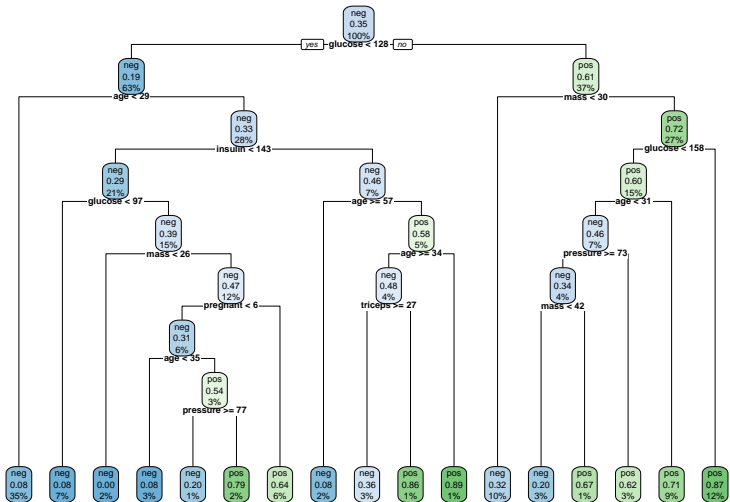 neg
0.35
100%
yes glucose < 128 no
neg
0.19
63%
pos
0.61
37%
age < 29
mass < 30
neg
0.33
28%
pos
0.72
27%
insulin < 143
glucose < 158
neg
0.29
21%
neg
0.46
7%
pos
0.60
15%
glucose < 97
age >= 57
age < 31
neg
0.39
15%
pos
0.58
5%
neg
0.46
7%
mass < 26
age >= 34
pressure >= 73
neg
0.47
12%
neg
0.48
4%
neg
0.34
4%
pregnant < 6
triceps >= 27
mass < 42
neg
0.31
6%
age < 35
pos
0.54
3%
pressure >= 77
neg
0.08
35%
neg
0.08
7%
neg
0.00
2%
neg
0.08
3%
neg
0.20
1%
pos
0.79
2%
pos
0.64
6%
neg
0.08
2%
neg
0.36
3%
pos
0.86
1%
pos
0.89
1%
neg
0.32
10%
neg
0.20
3%
pos
0.67
1%
pos
0.62
3%
pos
0.71
9%
pos
0.87
12%